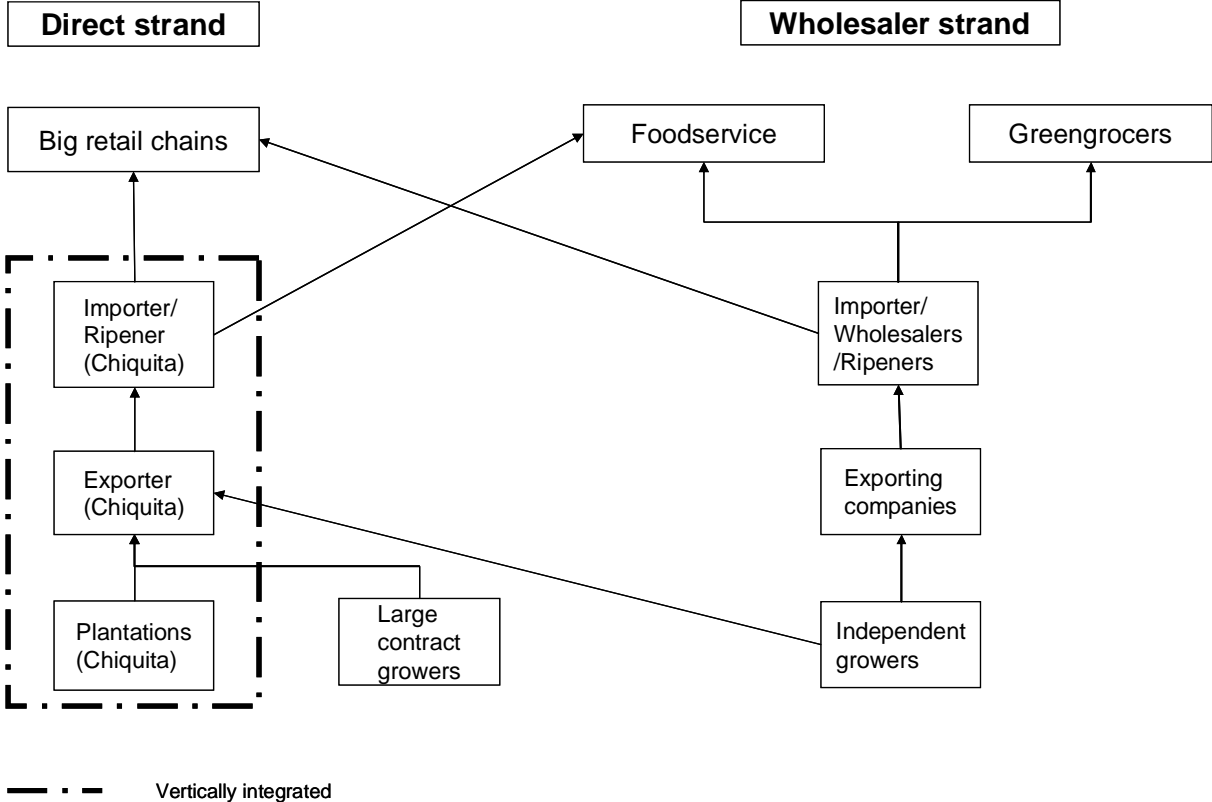 Direct strand
Wholesaler strand
Big retail chains
Foodservice
Greengrocers
Importer/
Ripener
(Chiquita)
Importer/
Wholesalers
/Ripeners
Exporter
(Chiquita)
Exporting
companies
Plantations
(Chiquita)
Large
contract
growers
Independent
growers
Vertically integrated